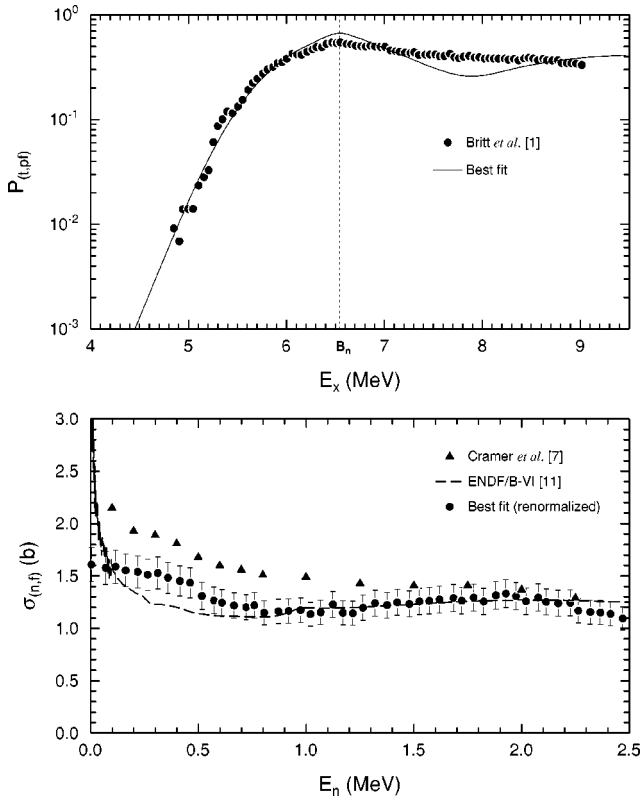 10⁰
10⁻¹
10⁻²
10⁻³
P(t,pf)
Britt et al. [1]
Best fit
4 5 6 Bn 7 8 9
Ex (MeV)
3.0
2.5
2.0
1.5
1.0
0.5
0.0
σ(n,f) (b)
Cramer et al. [7]
ENDF/B-VI [11]
Best fit (renormalized)
0.0 0.5 1.0 1.5 2.0 2.5
En (MeV)